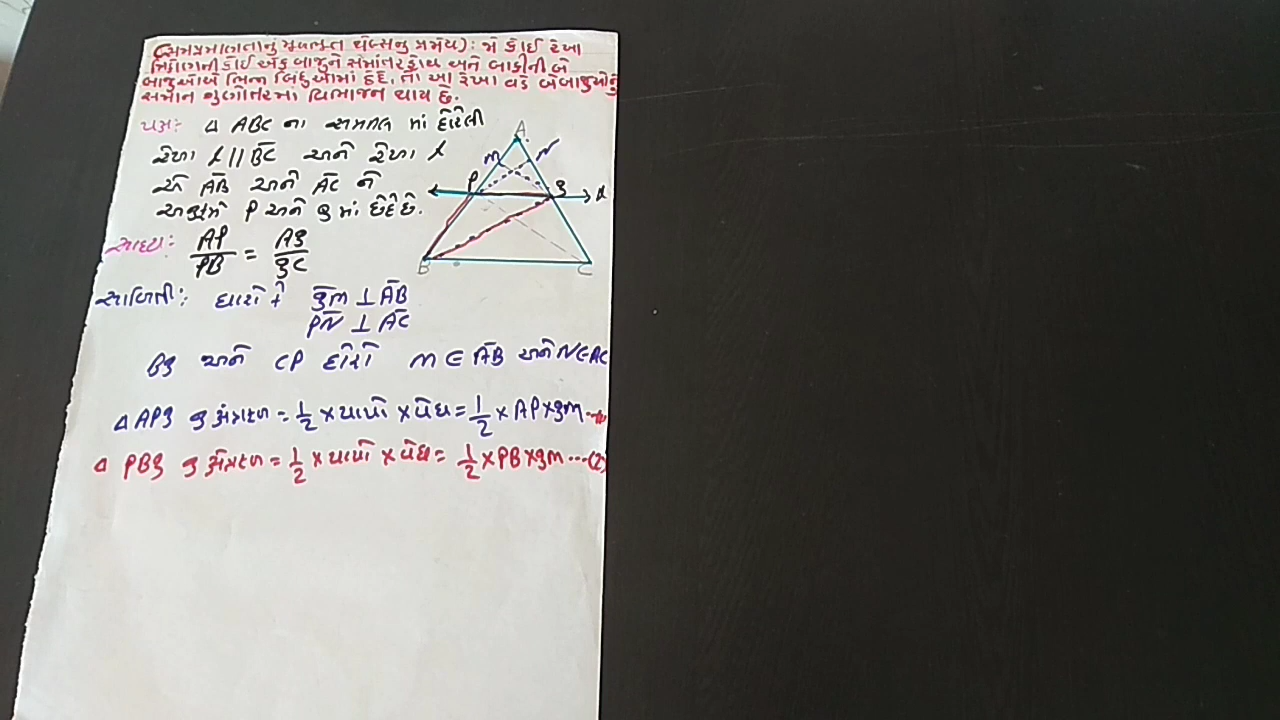 (સમપ્રમાણતાનું મૂળભૂત થેલ્સનું પ્રમેય): જો કોઈ રેખા
ત્રિકોણની કોઈ એક બાજુને સમાંતર હોય અને બાકીની બે
બાજુઓને ભિન્ન બિંદુઓમાં છેદે, તો આ રેખા વડે બે બાજુઓનું
સમાન ગુણોત્તરમાં વિભાજન થાય છે.
પક્ષ: △ ABC ના સમતલ માં દોરેલી
રેખા l || BC અને રેખા l
એ AB અને AC ને
અનુક્રમે P અને Q માં છેદે છે.
સાધ્ય: AP/PB = AQ/QC
A
M N
P Q l
B C
સાબિતી: ધારો કે QM ⊥ AB
PN ⊥ AC
BQ અને CP દોરો M ∈ AB અને N ∈ AC
△ APQ નું ક્ષેત્રફળ = 1/2 × પાયો × વેધ = 1/2 × AP × QM ...(1)
△ PBQ નું ક્ષેત્રફળ = 1/2 × પાયો × વેધ = 1/2 × PB × QM ...(2)